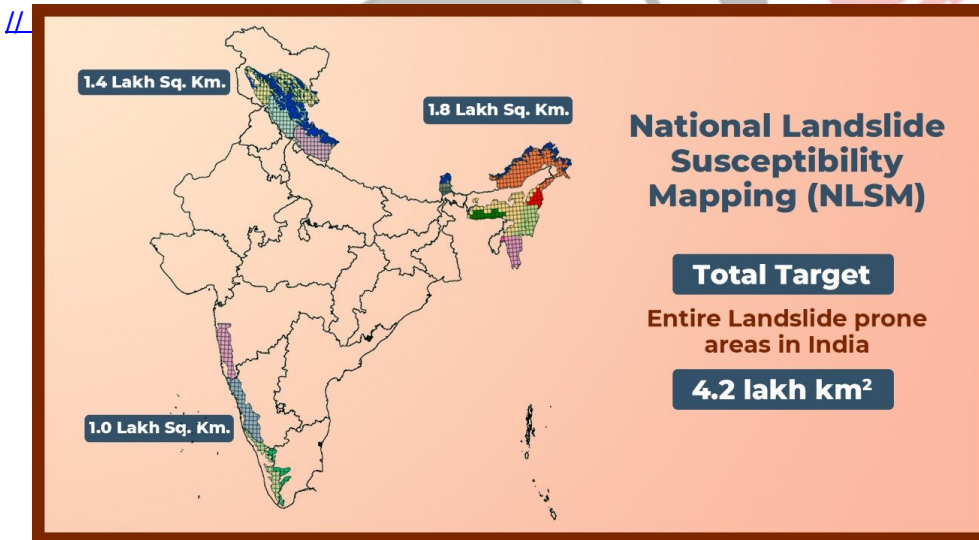 //
1.4 Lakh Sq. Km.
1.8 Lakh Sq. Km.
National Landslide
Susceptibility
Mapping (NLSM)
Total Target
Entire Landslide prone
areas in India
4.2 lakh km²
1.0 Lakh Sq. Km.